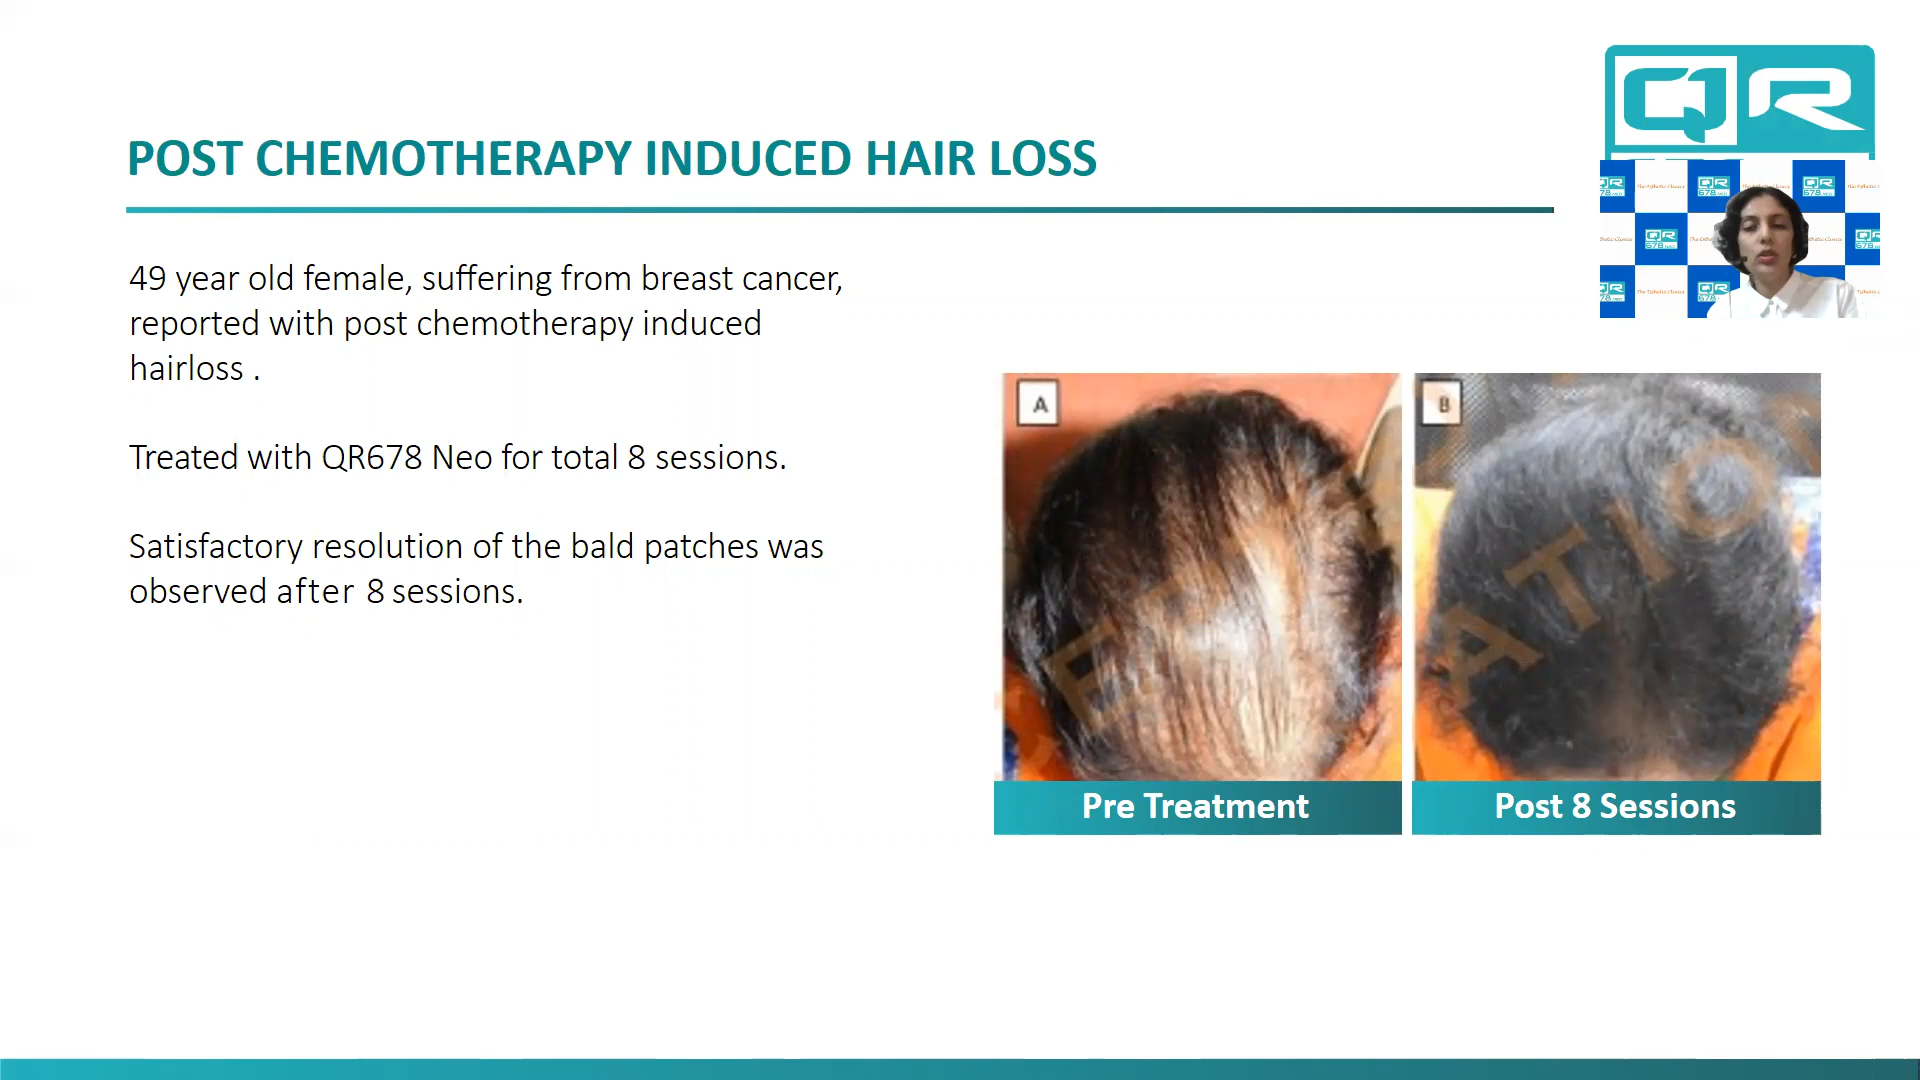 QR
POST CHEMOTHERAPY INDUCED HAIR LOSS
49 year old female, suffering from breast cancer,
reported with post chemotherapy induced
hairloss .
Treated with QR678 Neo for total 8 sessions.
Satisfactory resolution of the bald patches was
observed after 8 sessions.
A
B
Pre Treatment
Post 8 Sessions